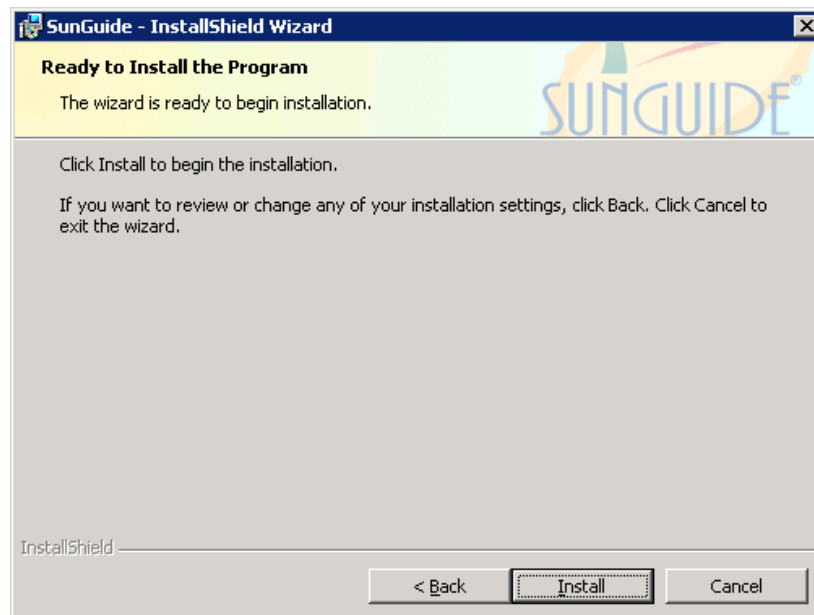 SunGuide - InstallShield Wizard
Ready to Install the Program
The wizard is ready to begin installation.
SUNGUIDE®
Click Install to begin the installation.
If you want to review or change any of your installation settings, click Back. Click Cancel to
exit the wizard.
InstallShield
< Back Install Cancel